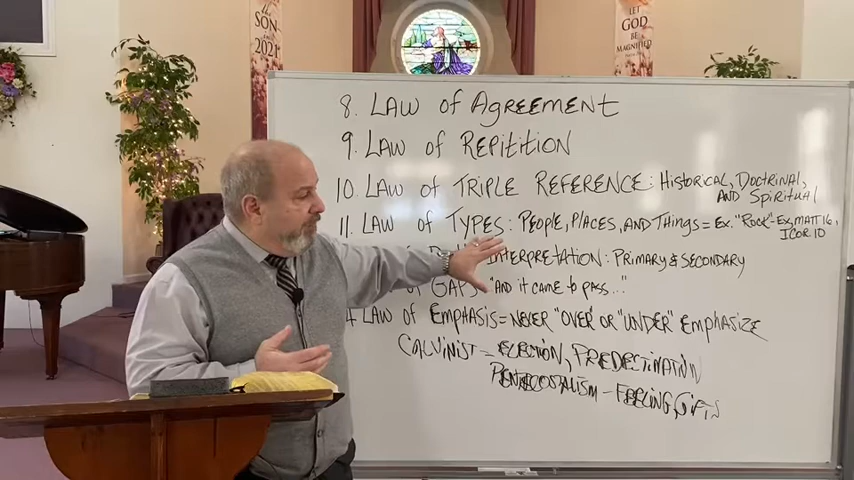 SON
2021
LET
GOD
BE
MAGNIFIED
8. LAW OF AGREEMENT
9. LAW OF REPITITION
10. LAW OF TRIPLE REFERENCE: HISTORICAL, DOCTRINAL,
AND SPIRITUAL
11. LAW OF TYPES: PEOPLE, PLACES, AND THINGS = EX. "ROCK"- EX, MATT 16,
I COR. 10
INTERPRETATION: PRIMARY & SECONDARY
OF GAPS "AND IT CAME TO PASS..."
4 LAW OF EMPHASIS = NEVER "OVER" OR "UNDER" EMPHASIZE
CALVINIST - ELECTION, PREDESTINATION
PENTECOSTALISM - FEELING, GIFTS